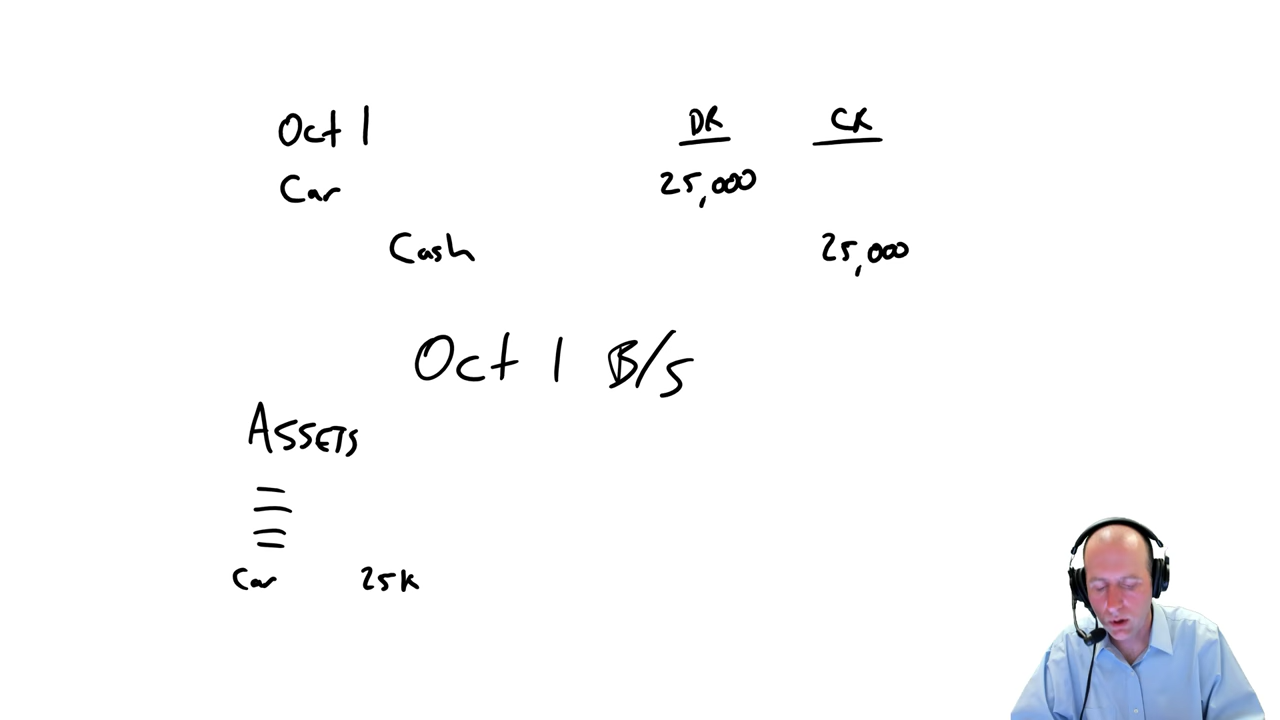 Oct 1 DR CR
Car 25,000
Cash 25,000
Oct 1 B/S
ASSETS
Car 25K